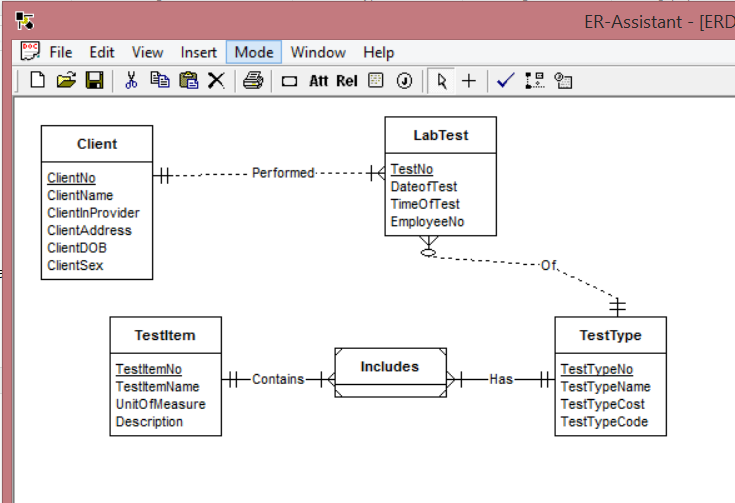 ER-Assistant - [ERD
File Edit View Insert Mode Window Help
Att Rel J
Client
ClientNo
ClientName
ClientInProvider
ClientAddress
ClientDOB
ClientSex
Performed
LabTest
TestNo
DateofTest
TimeOfTest
EmployeeNo
Of
TestItem
TestItemNo
TestItemName
UnitOfMeasure
Description
Contains
Includes
Has
TestType
TestTypeNo
TestTypeName
TestTypeCost
TestTypeCode